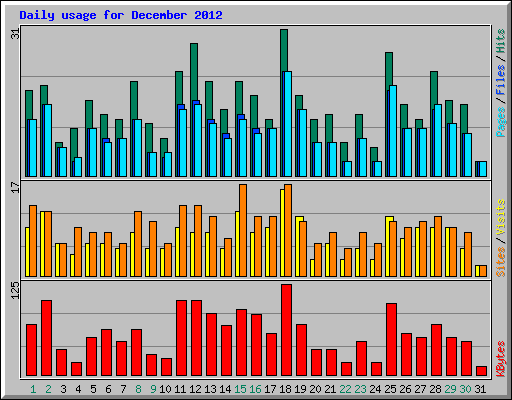 Daily usage for December 2012
31
Pages / Files / Hits
17
Sites / Visits
125
KBytes
1 2 3 4 5 6 7 8 9 10 11 12 13 14 15 16 17 18 19 20 21 22 23 24 25 26 27 28 29 30 31